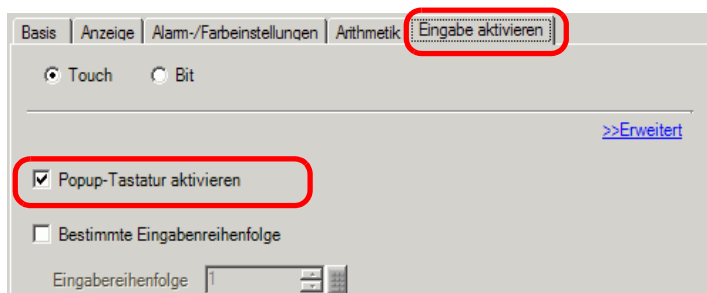 Basis Anzeige Alarm-/Farbeinstellungen Arithmetik Eingabe aktivieren
Touch Bit
>>Erweitert
Popup-Tastatur aktivieren
Bestimmte Eingabenreihenfolge
Eingabereihenfolge 1